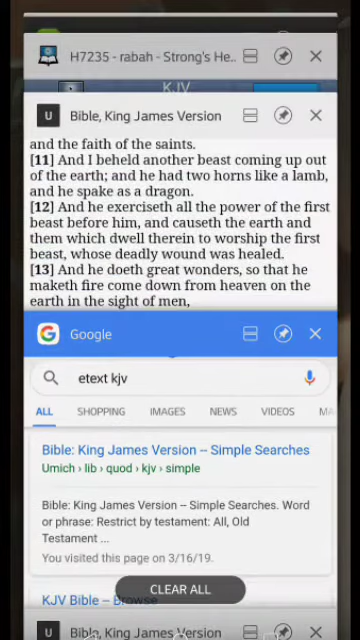 H7235 - rabah - Strong's He..
KJV
U Bible, King James Version
and the faith of the saints.
[11] And I beheld another beast coming up out
of the earth; and he had two horns like a lamb,
and he spake as a dragon.
[12] And he exerciseth all the power of the first
beast before him, and causeth the earth and
them which dwell therein to worship the first
beast, whose deadly wound was healed.
[13] And he doeth great wonders, so that he
maketh fire come down from heaven on the
earth in the sight of men,
G Google
etext kjv
ALL SHOPPING IMAGES NEWS VIDEOS MA
Bible: King James Version -- Simple Searches
Umich › lib › quod › kjv › simple
Bible: King James Version -- Simple Searches. Word
or phrase: Restrict by testament: All, Old
Testament ...
You visited this page on 3/16/19.
CLEAR ALL
KJV Bible -- Browse
U Bible, King James Version